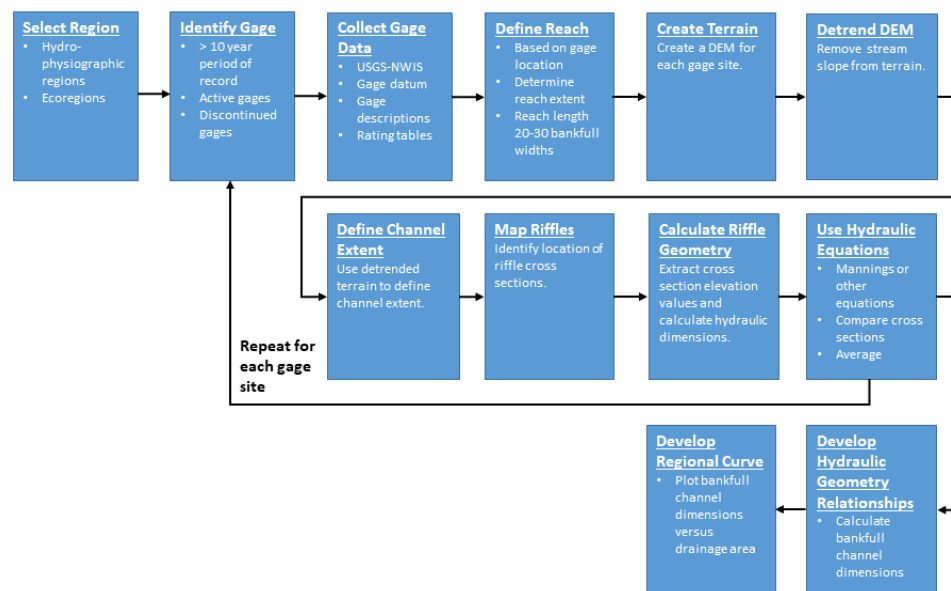 Select Region
• Hydro-
physiographic
regions
• Ecoregions
Identify Gage
• > 10 year
period of
record
• Active gages
• Discontinued
gages
Collect Gage
Data
• USGS-NWIS
• Gage datum
• Gage
descriptions
• Rating tables
Define Reach
• Based on gage
location
• Determine
reach extent
• Reach length
20-30 bankfull
widths
Create Terrain
Create a DEM for
each gage site.
Detrend DEM
Remove stream
slope from terrain.
Define Channel
Extent
Use detrended
terrain to define
channel extent.
Map Riffles
Identify location of
riffle cross
sections.
Calculate Riffle
Geometry
Extract cross
section elevation
values and
calculate hydraulic
dimensions.
Use Hydraulic
Equations
• Mannings or
other
equations
• Compare cross
sections
• Average
Repeat for
each gage
site
Develop
Regional Curve
• Plot bankfull
channel
dimensions
versus
drainage area
Develop
Hydraulic
Geometry
Relationships
• Calculate
bankfull
channel
dimensions